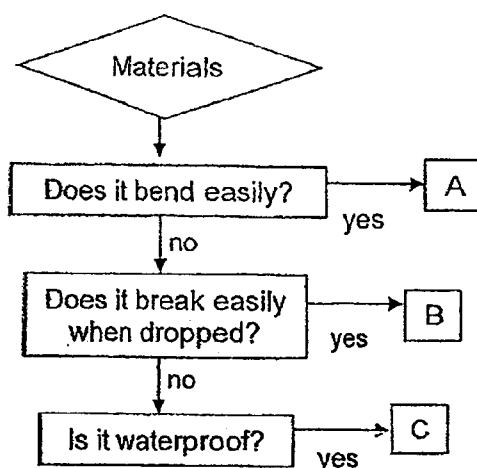 Materials
Does it bend easily?
yes
A
no
Does it break easily
when dropped?
yes
B
no
Is it waterproof?
yes
C